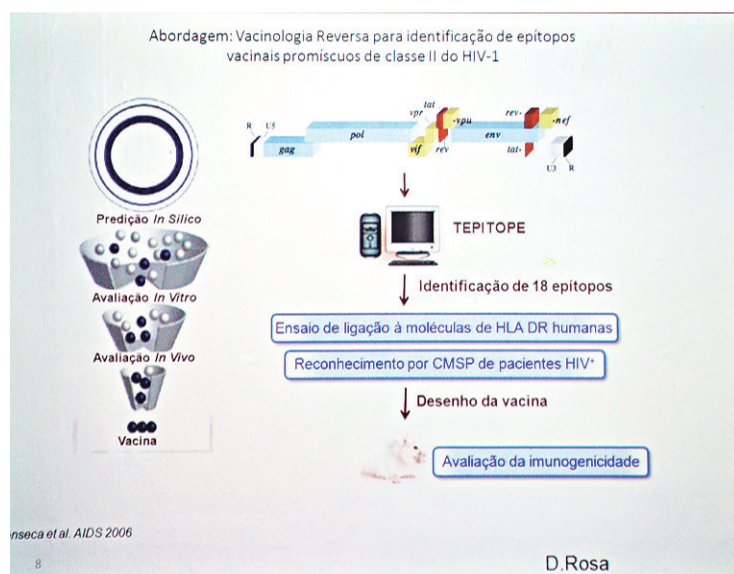 Abordagem: Vacinologia Reversa para identificação de epítopos
vacinais promíscuos de classe II do HIV-1
R U5
gag
pol
vpr
tat
vif
rev
-vpu
env
rev-
tat-
-nef
U3 R
Predição In Silico
TEPITOPE
Identificação de 18 epítopos
Avaliação In Vitro
Ensaio de ligação à moléculas de HLA DR humanas
Avaliação In Vivo
Reconhecimento por CMSP de pacientes HIV⁺
Desenho da vacina
Vacina
Avaliação da imunogenicidade
onseca et al. AIDS 2006
8
D.Rosa